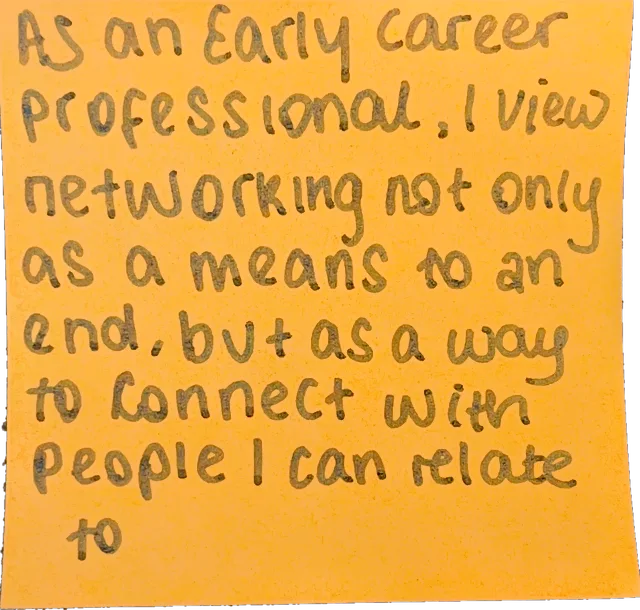 As an Early career
professional, I view
networking not only
as a means to an
end, but as a way
to connect with
people I can relate
to